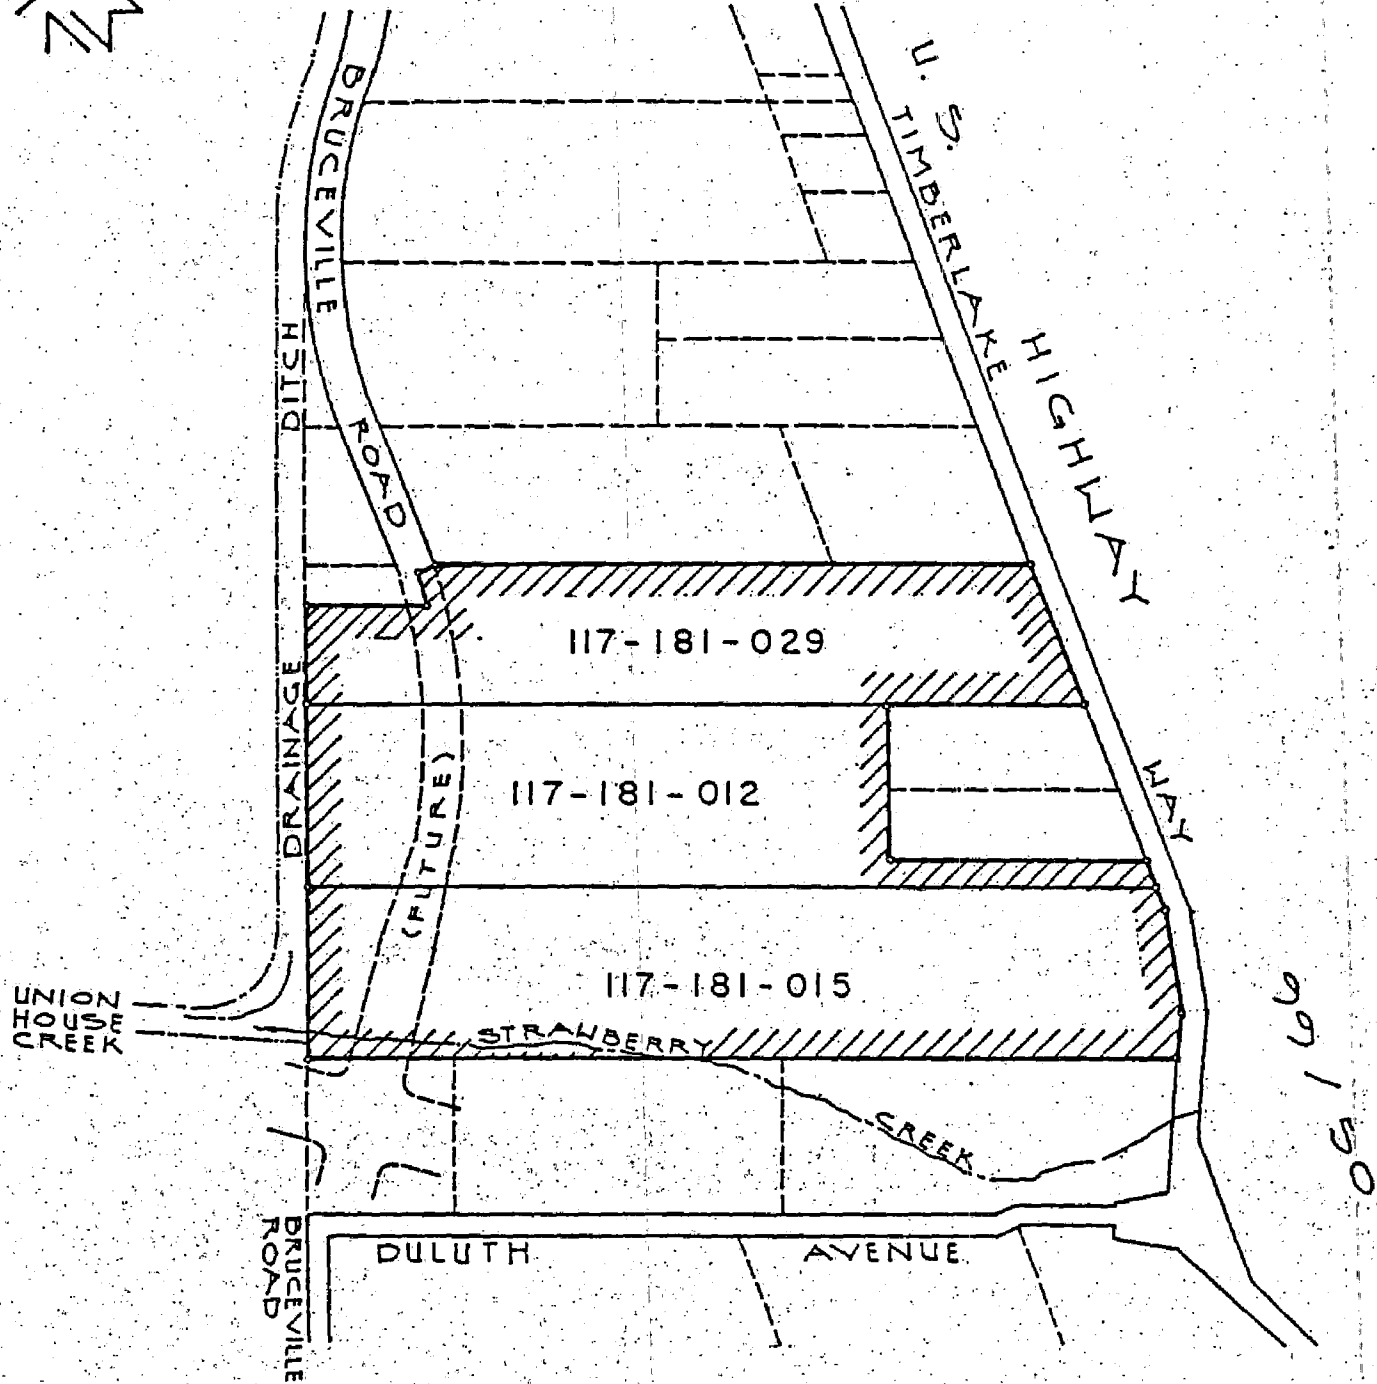 N
BRUCEVILLE ROAD
U. S. HIGHWAY 99 / 50
TIMBERLAKE WAY
DRAINAGE DITCH
117-181-029
117-181-012
(FUTURE)
117-181-015
UNION
HOUSE
CREEK
STRAWBERRY CREEK
BRUCEVILLE
ROAD
DULUTH AVENUE